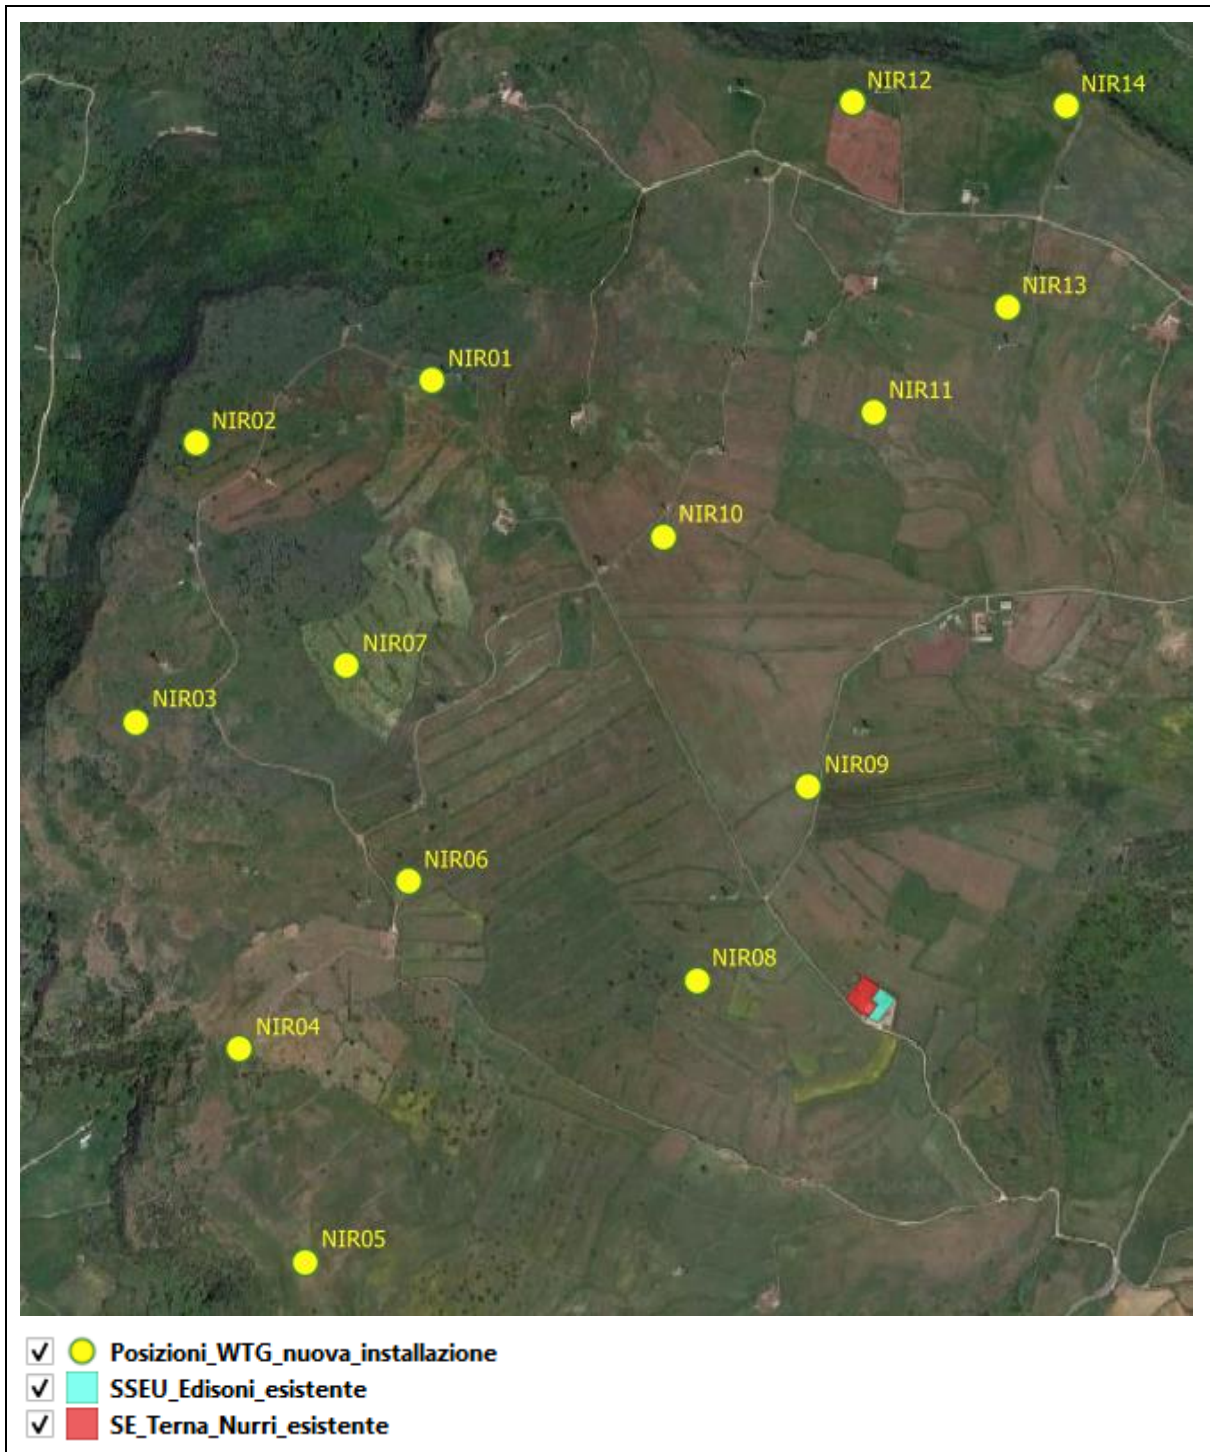 NIR12
NIR14
NIR13
NIR01
NIR11
NIR02
NIR10
NIR07
NIR03
NIR09
NIR06
NIR08
NIR04
NIR05
Posizioni_WTG_nuova_installazione
SSEU_Edisoni_esistente
SE_Terna_Nurri_esistente